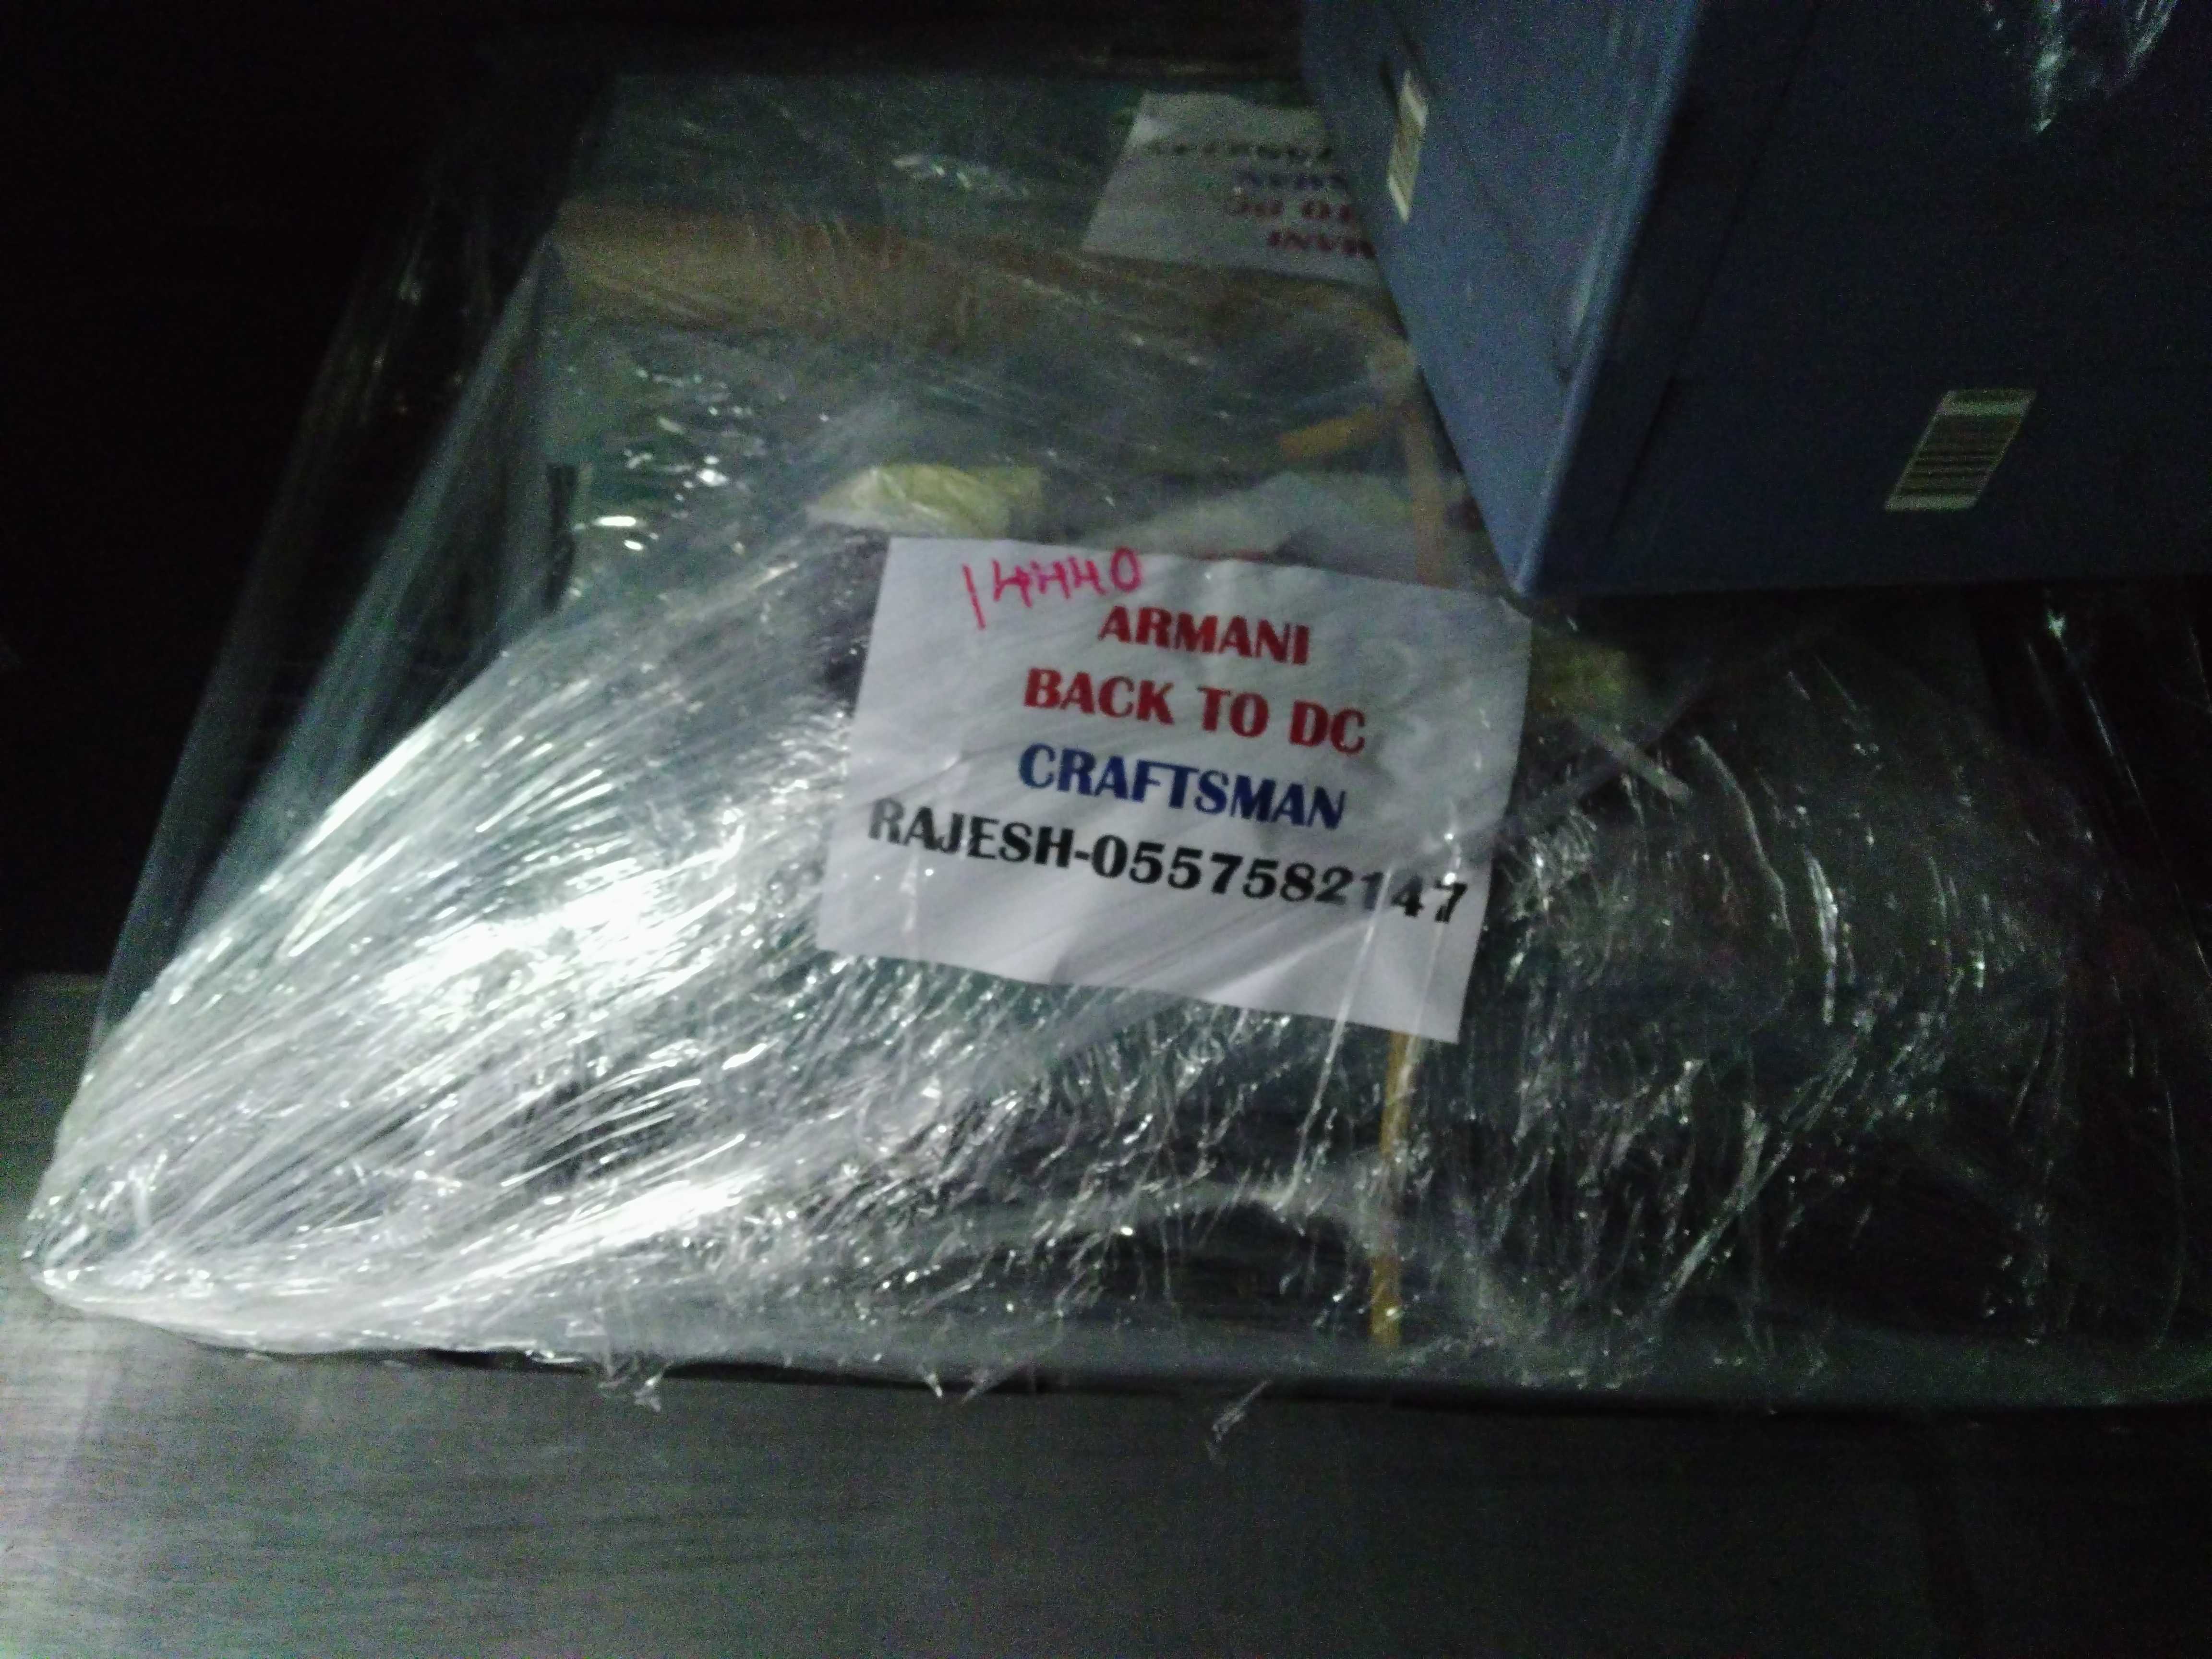 14440
ARMANI
BACK TO DC
CRAFTSMAN
RAJESH-0557582147